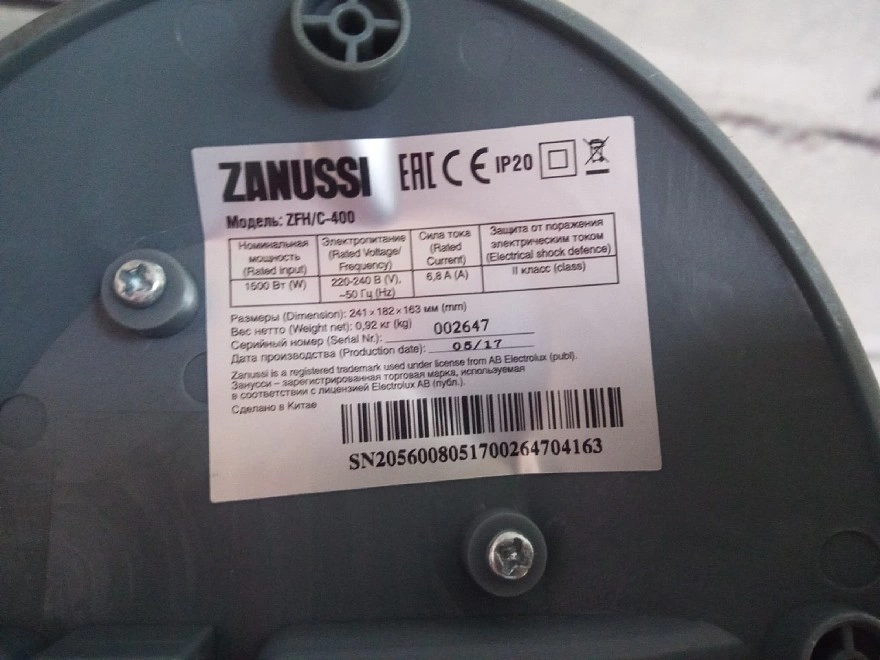 ZANUSSI EAC CE IP20
Модель: ZFH/C-400
Номинальная мощность (Rated input)
Электропитание (Rated Voltage/ Frequency)
Сила тока (Rated Current)
Защита от поражения электрическим током (Electrical shock defence)
1500 Вт (W)
220-240 В (V), ~50 Гц (Hz)
6,8 А (A)
II класс (class)
Размеры (Dimension): 241 × 182 × 163 мм (mm)
Вес нетто (Weight net): 0,92 кг (kg)
Серийный номер (Serial Nr.): 002647
Дата производства (Production date): 05/17
Zanussi is a registered trademark used under license from AB Electrolux (publ).
Занусси – зарегистрированная торговая марка, используемая
в соответствии с лицензией Electrolux AB (публ.).
Сделано в Китае
SN2056008051700264704163